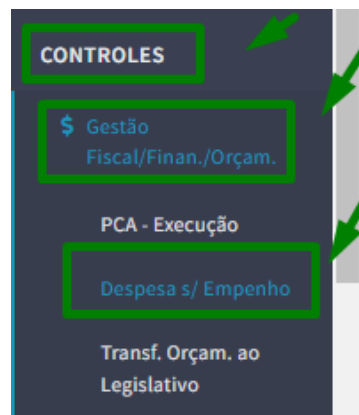 CONTROLES
$ Gestão
Fiscal/Finan./Orçam.
PCA - Execução
Despesa s/ Empenho
Transf. Orçam. ao
Legislativo